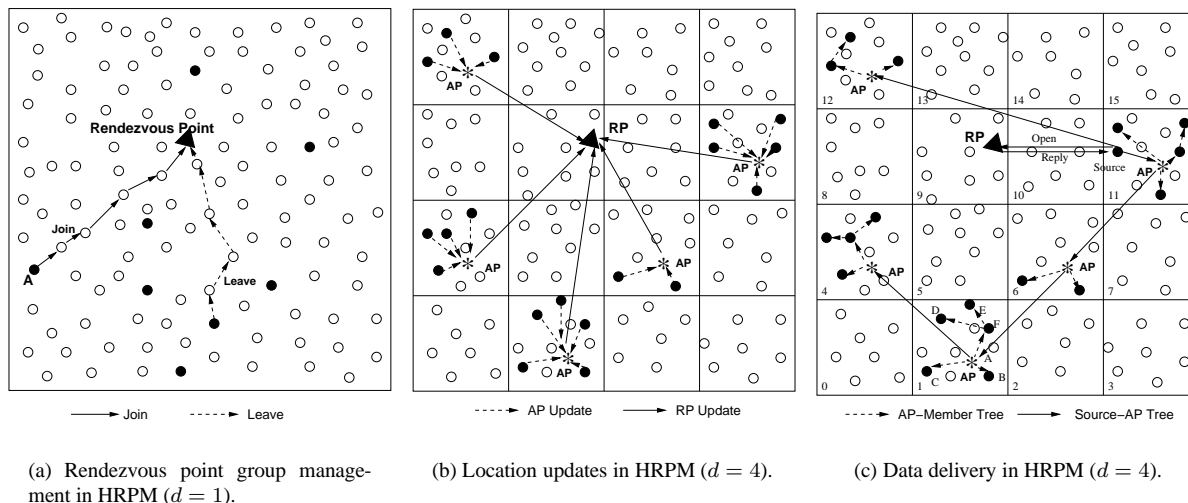 Rendezvous Point
Join
A
Leave
Join
Leave
(a) Rendezvous point group manage-
ment in HRPM (d = 1).
AP
RP
AP
AP
AP
AP
AP Update
RP Update
(b) Location updates in HRPM (d = 4).
12
AP
13
14
15
RP
Open
Reply
Source
AP
8
9
10
11
4
AP
5
6
AP
7
D
E
F
A
C
AP
B
0
1
2
3
AP−Member Tree
Source−AP Tree
(c) Data delivery in HRPM (d = 4).